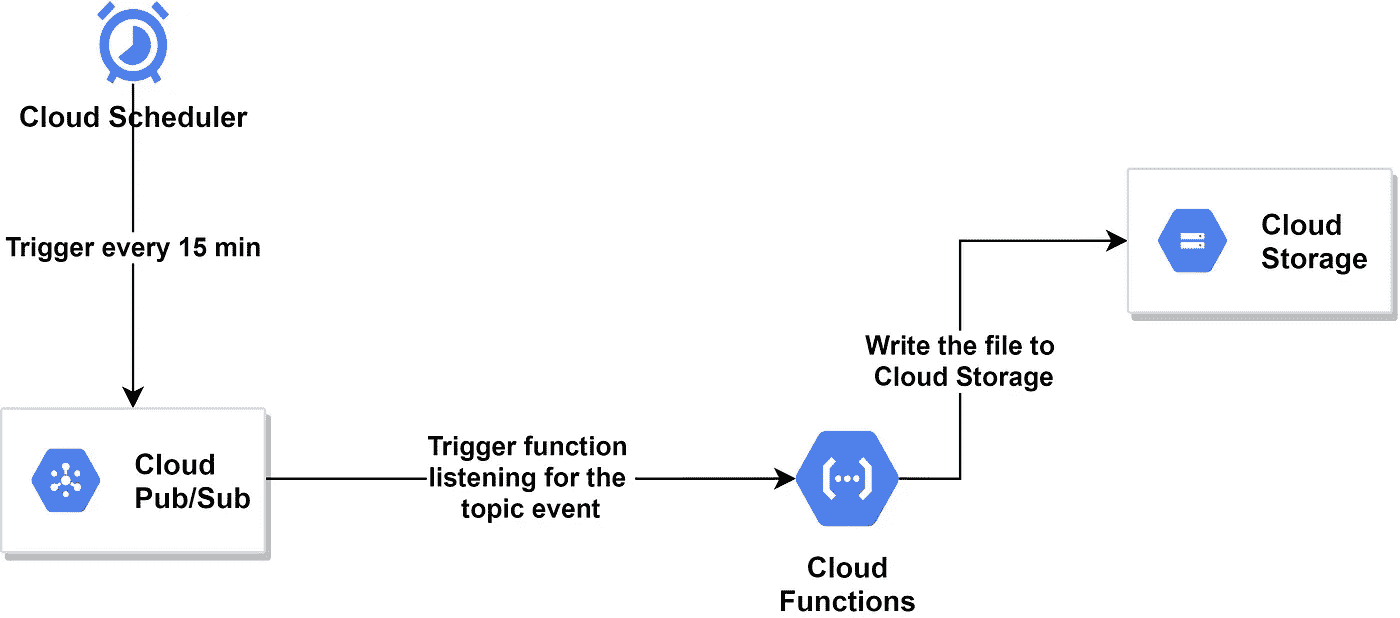 Cloud Scheduler
Trigger every 15 min
Cloud
Pub/Sub
Trigger function
listening for the
topic event
Cloud
Functions
Write the file to
Cloud Storage
Cloud
Storage